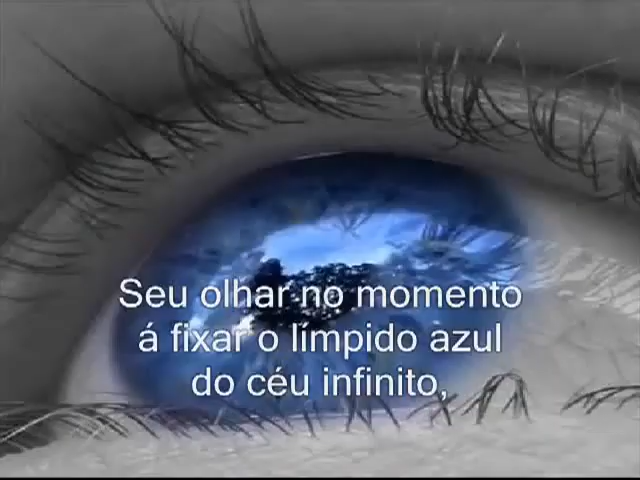 Seu olhar no momento
á fixar o límpido azul
do céu infinito,